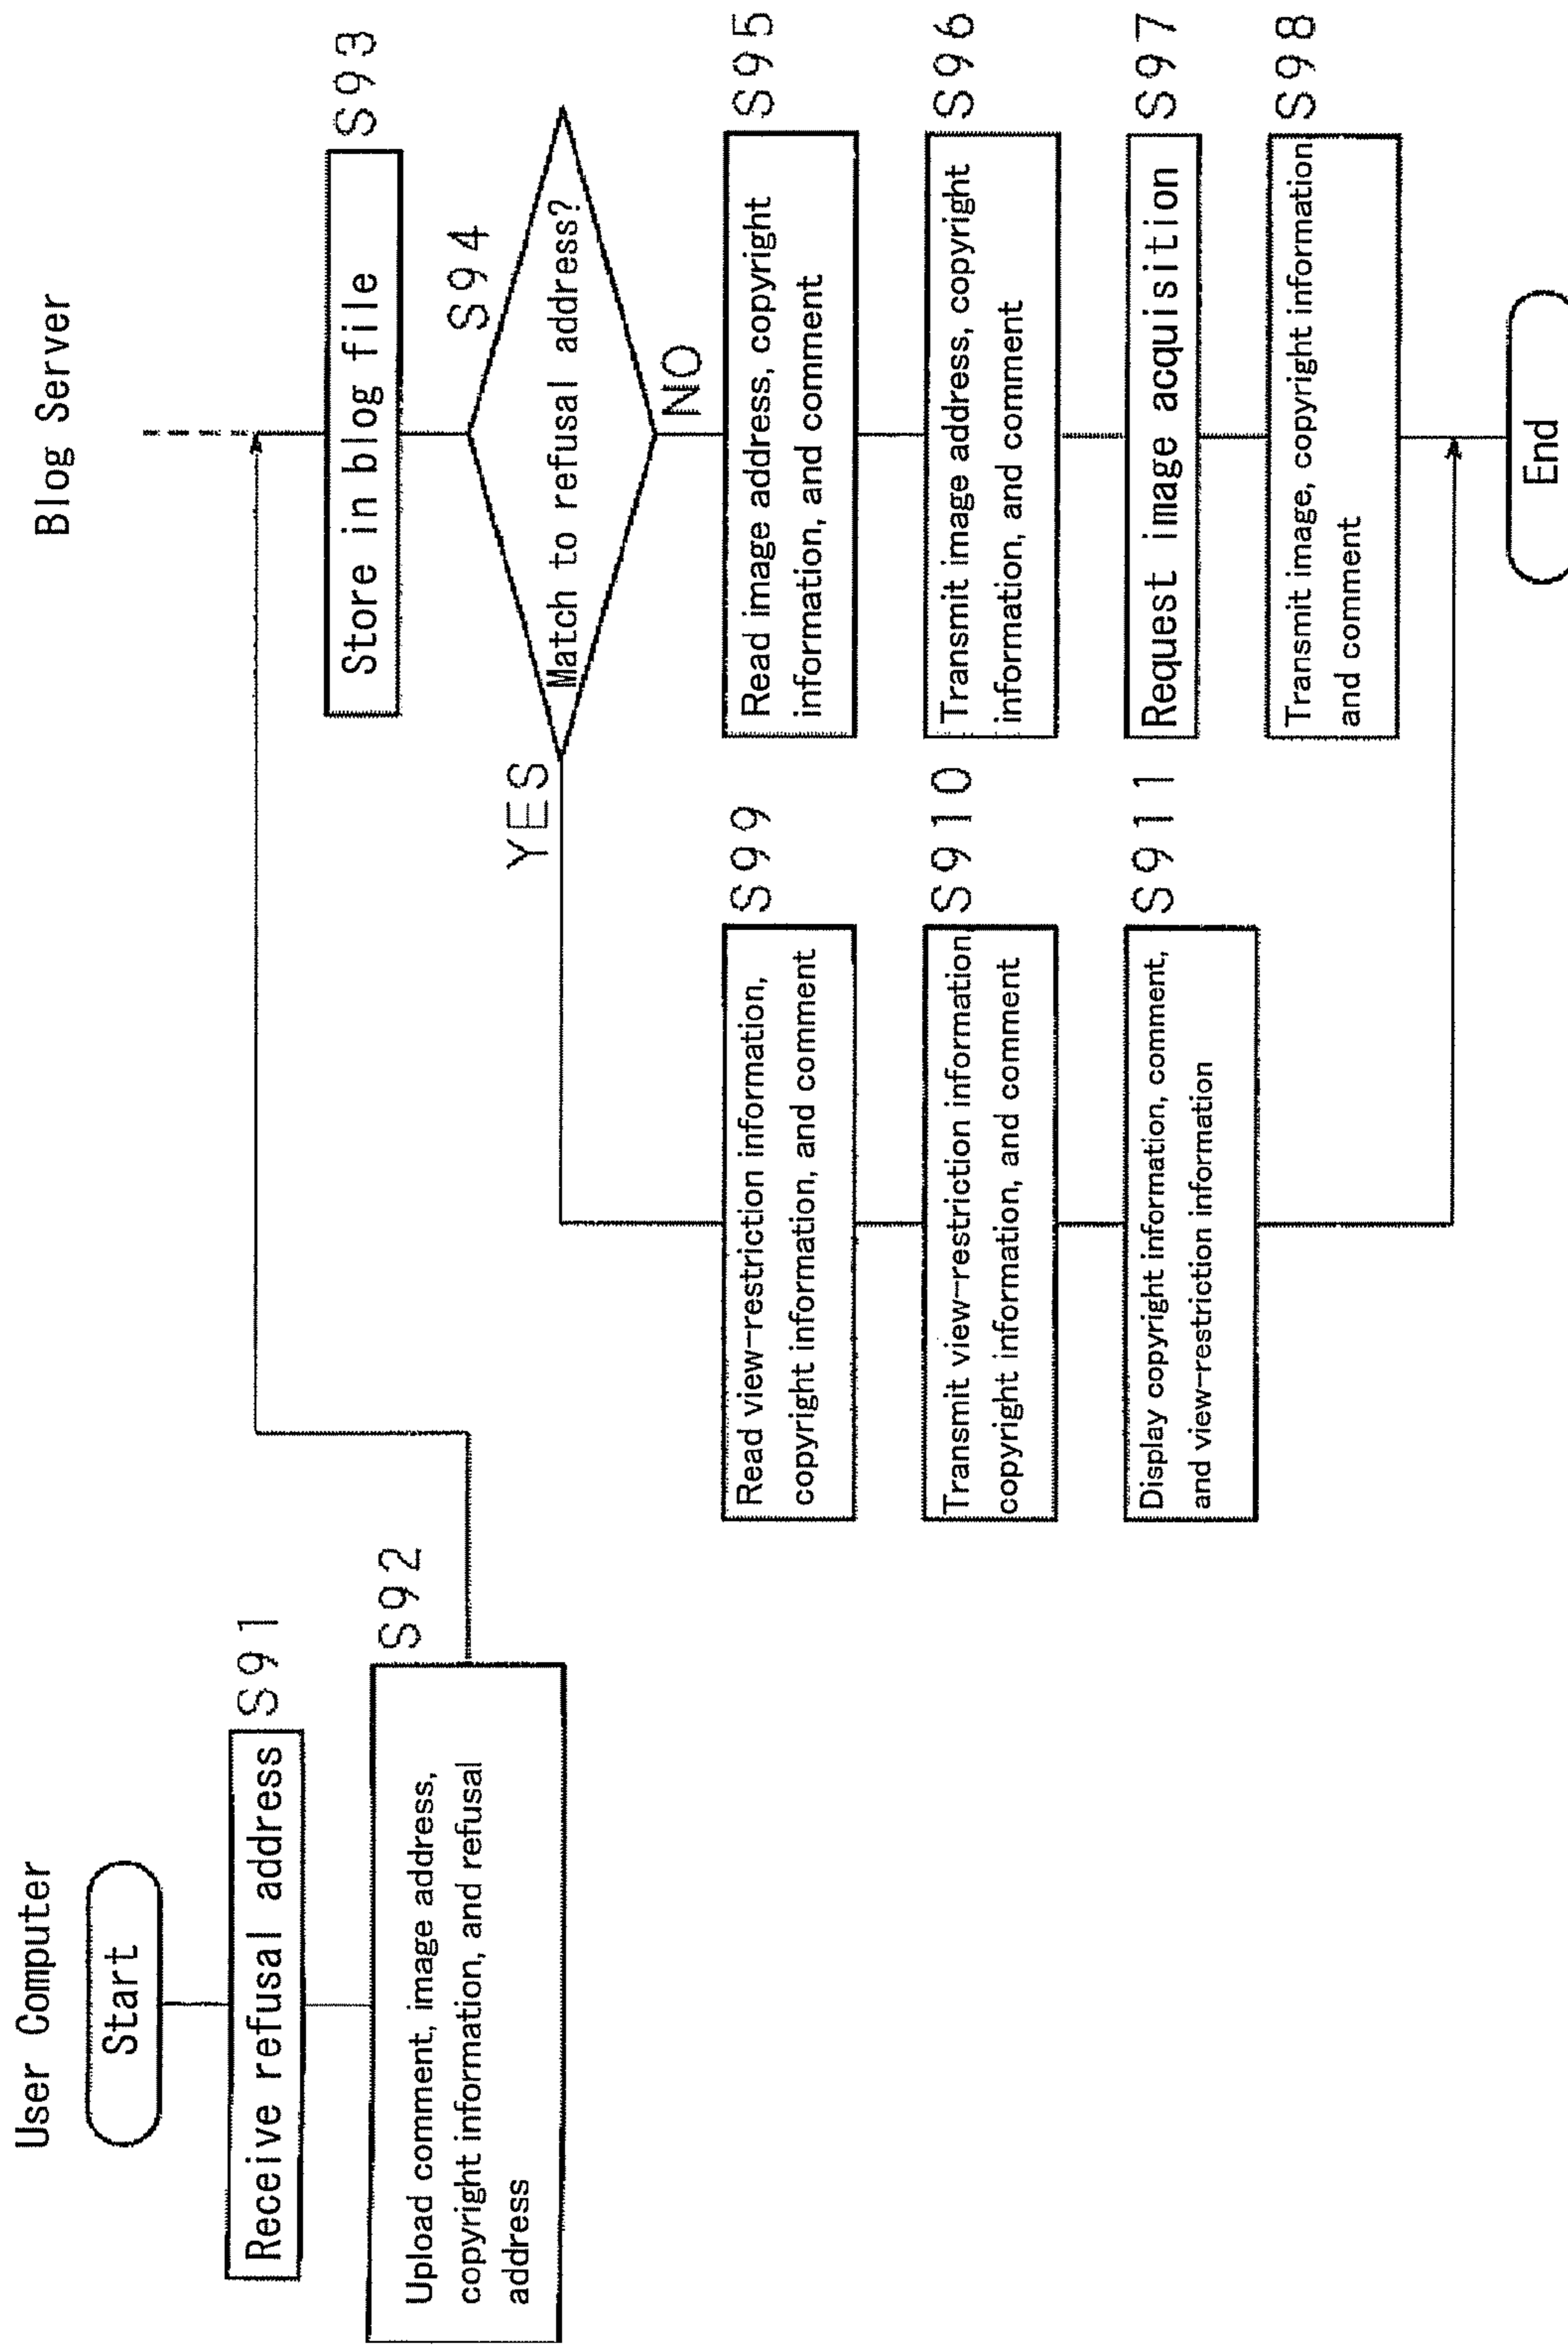 User Computer
Start
Receive refusal address
S91
Upload comment, image address,
copyright information, and refusal
address
S92
Blog Server
Store in blog file
S93
S94
Match to refusal address?
YES
NO
Read view-restriction information,
copyright information, and comment
S99
Transmit view-restriction information
copyright information, and comment
S910
Display copyright information, comment,
and view-restriction information
S911
Read image address, copyright
information, and comment
S95
Transmit image address, copyright
information, and comment
S96
Request image acquisition
S97
Transmit image, copyright information
and comment
S98
End